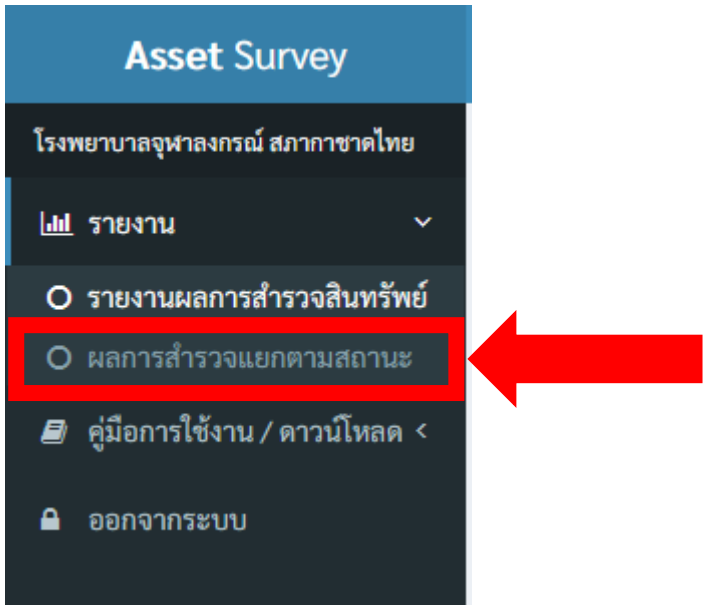 Asset Survey
โรงพยาบาลจุฬาลงกรณ์ สภากาชาดไทย
รายงาน
รายงานผลการสำรวจสินทรัพย์
ผลการสำรวจแยกตามสถานะ
คู่มือการใช้งาน / ดาวน์โหลด
ออกจากระบบ